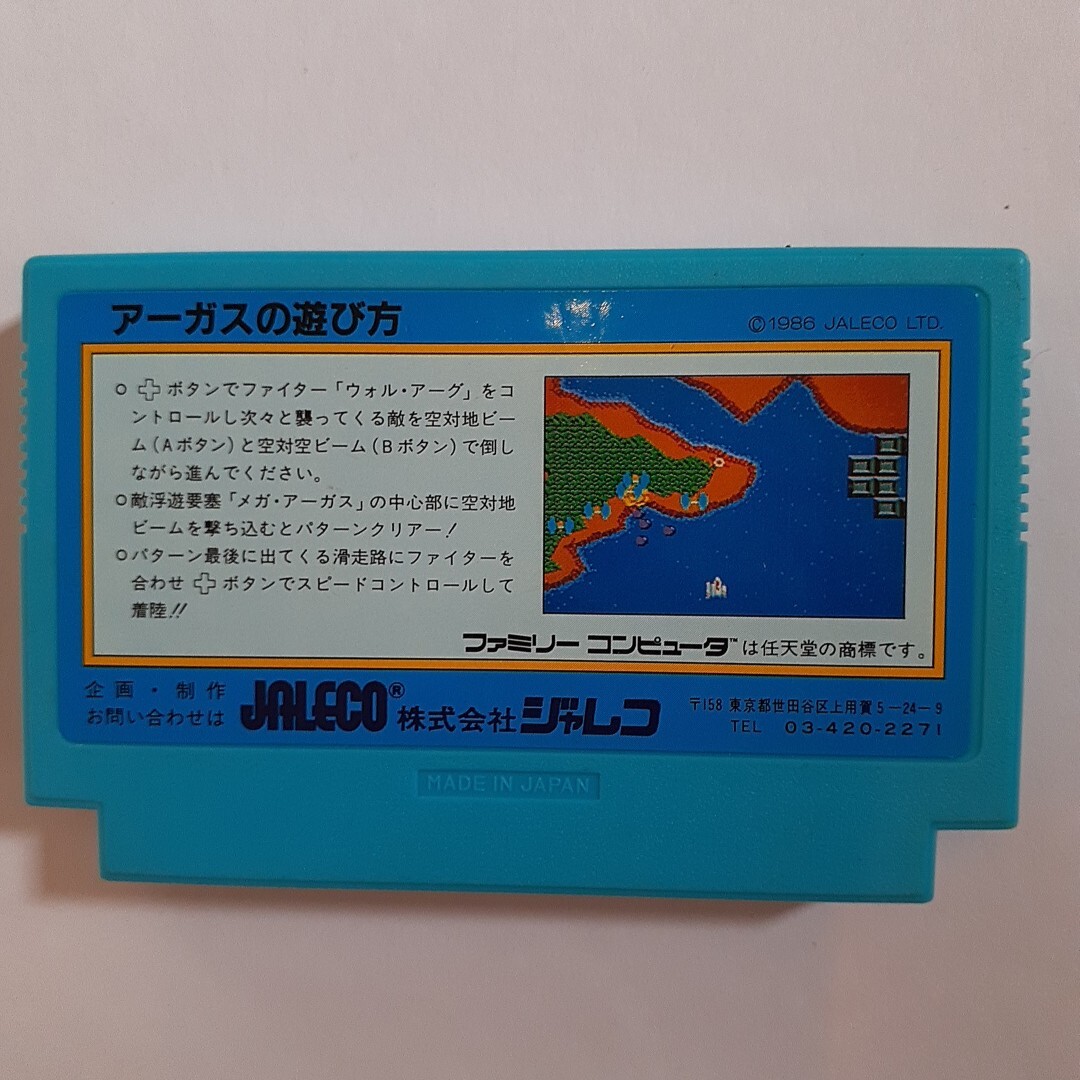 アーガスの遊び方
©1986 JALECO LTD.
○✚ボタンでファイター「ウォル・アーグ」をコ
ントロールし次々と襲ってくる敵を空対地ビー
ム(Aボタン)と空対空ビーム(Bボタン)で倒し
ながら進んでください。
○敵浮遊要塞「メガ・アーガス」の中心部に空対地
ビームを撃ち込むとパターンクリアー!
○パターン最後に出てくる滑走路にファイターを
合わせ✚ボタンでスピードコントロールして
着陸!!
ファミリー コンピュータ™は任天堂の商標です。
企画・制作
お問い合わせは
JALECO® 株式会社ジャレコ
〒158 東京都世田谷区上用賀5-24-9
TEL 03-420-2271
MADE IN JAPAN